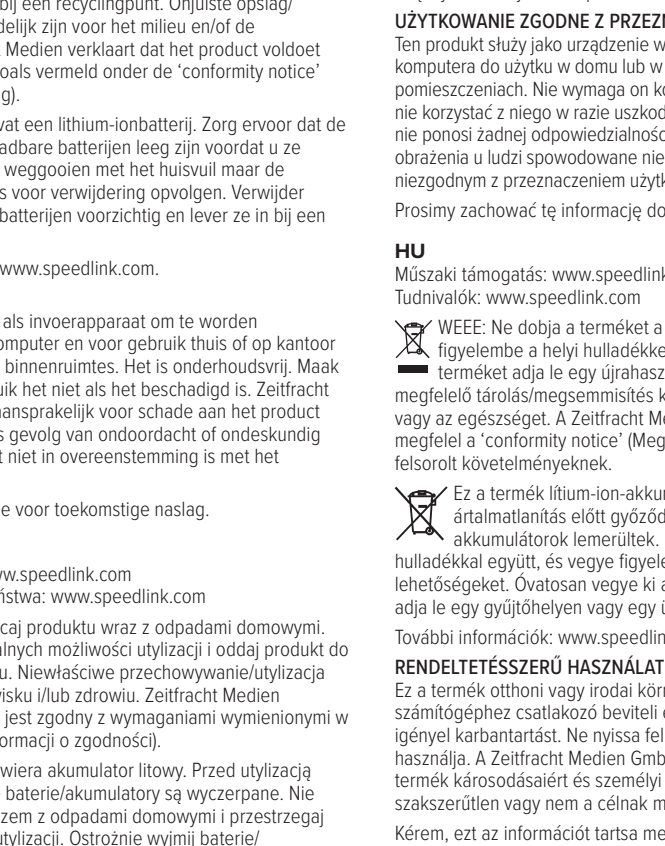 bij een recyclingpunt. Onjuiste opslag/
delijk zijn voor het milieu en/of de
Medien verklaart dat het product voldoet
oals vermeld onder de ‘conformity notice’
g).
vat een lithium-ionbatterij. Zorg ervoor dat de
adbare batterijen leeg zijn voordat u ze
weggooien met het huisvuil maar de
s voor verwijdering opvolgen. Verwijder
batterijen voorzichtig en lever ze in bij een
www.speedlink.com.
als invoerapparaat om te worden
omputer en voor gebruik thuis of op kantoor
binnenruimtes. Het is onderhoudsvrij. Maak
uik het niet als het beschadigd is. Zeitfracht
aansprakelijk voor schade aan het product
s gevolg van ondoordacht of ondeskundig
t niet in overeenstemming is met het
e voor toekomstige naslag.
ww.speedlink.com
ństwa: www.speedlink.com
caj produktu wraz z odpadami domowymi.
alnych możliwości utylizacji i oddaj produkt do
u. Niewłaściwe przechowywanie/utylizacja
wisku i/lub zdrowiu. Zeitfracht Medien
jest zgodny z wymaganiami wymienionymi w
ormacji o zgodności).
wiera akumulator litowy. Przed utylizacją
baterie/akumulatory są wyczerpane. Nie
zem z odpadami domowymi i przestrzegaj
utylizacji. Ostrożnie wyjmij baterie/
UŻYTKOWANIE ZGODNE Z PRZEZN
Ten produkt służy jako urządzenie w
komputera do użytku w domu lub w
pomieszczeniach. Nie wymaga on ko
nie korzystać z niego w razie uszkod
nie ponosi żadnej odpowiedzialnośc
obrażenia u ludzi spowodowane nie
niezgodnym z przeznaczeniem użytk
Prosimy zachować tę informację do
HU
Műszaki támogatás: www.speedlink
Tudnivalók: www.speedlink.com
WEEE: Ne dobja a terméket a
figyelembe a helyi hulladékke
terméket adja le egy újrahasz
megfelelő tárolás/megsemmisítés k
vagy az egészséget. A Zeitfracht Me
megfelel a ‘conformity notice’ (Meg
felsorolt követelményeknek.
Ez a termék lítium-ion-akkum
ártalmatlanítás előtt győződ
akkumulátorok lemerültek.
hulladékkal együtt, és vegye figyele
lehetőségeket. Óvatosan vegye ki a
adja le egy gyűjtőhelyen vagy egy ü
További információk: www.speedlin
RENDELTETÉSSZERŰ HASZNÁLAT
Ez a termék otthoni vagy irodai körn
számítógéphez csatlakozó beviteli e
igényel karbantartást. Ne nyissa fel
használja. A Zeitfracht Medien Gmb
termék károsodásaiért és személyi
szakszerűtlen vagy nem a célnak m
Kérem, ezt az információt tartsa me